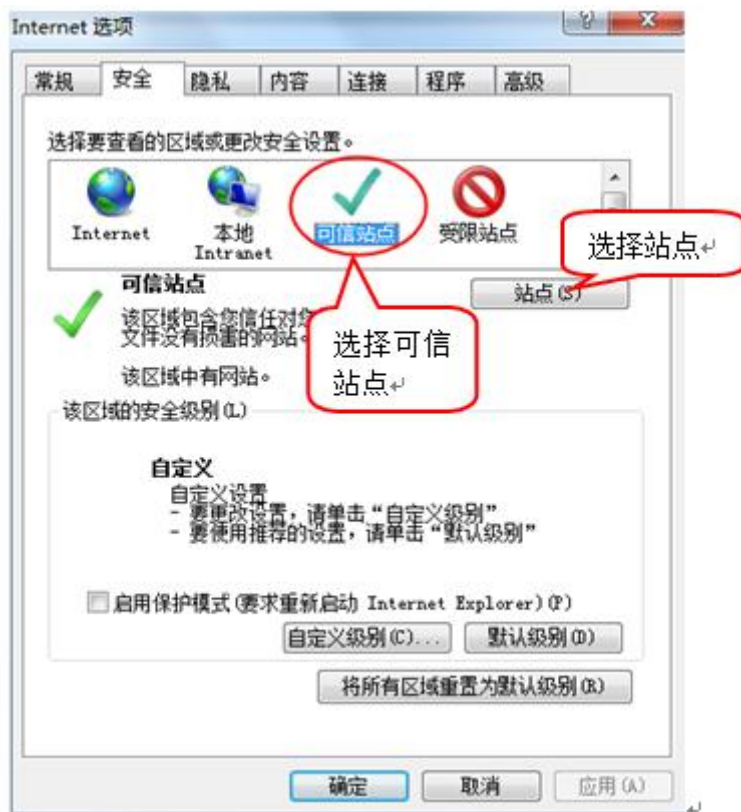 Internet 选项
常规 安全 隐私 内容 连接 程序 高级
选择要查看的区域或更改安全设置。
Internet
本地
Intranet
可信站点
受限站点
选择站点
可信站点
站点(S)
该区域包含您信任对您
文件没有损害的网站。
选择可信
站点
该区域中有网站。
该区域的安全级别(L)
自定义
自定义设置
- 要更改设置，请单击“自定义级别”
- 要使用推荐的设置，请单击“默认级别”
启用保护模式(要求重新启动 Internet Explorer)(P)
自定义级别(C)... 默认级别(D)
将所有区域重置为默认级别(R)
确定 取消 应用(A)